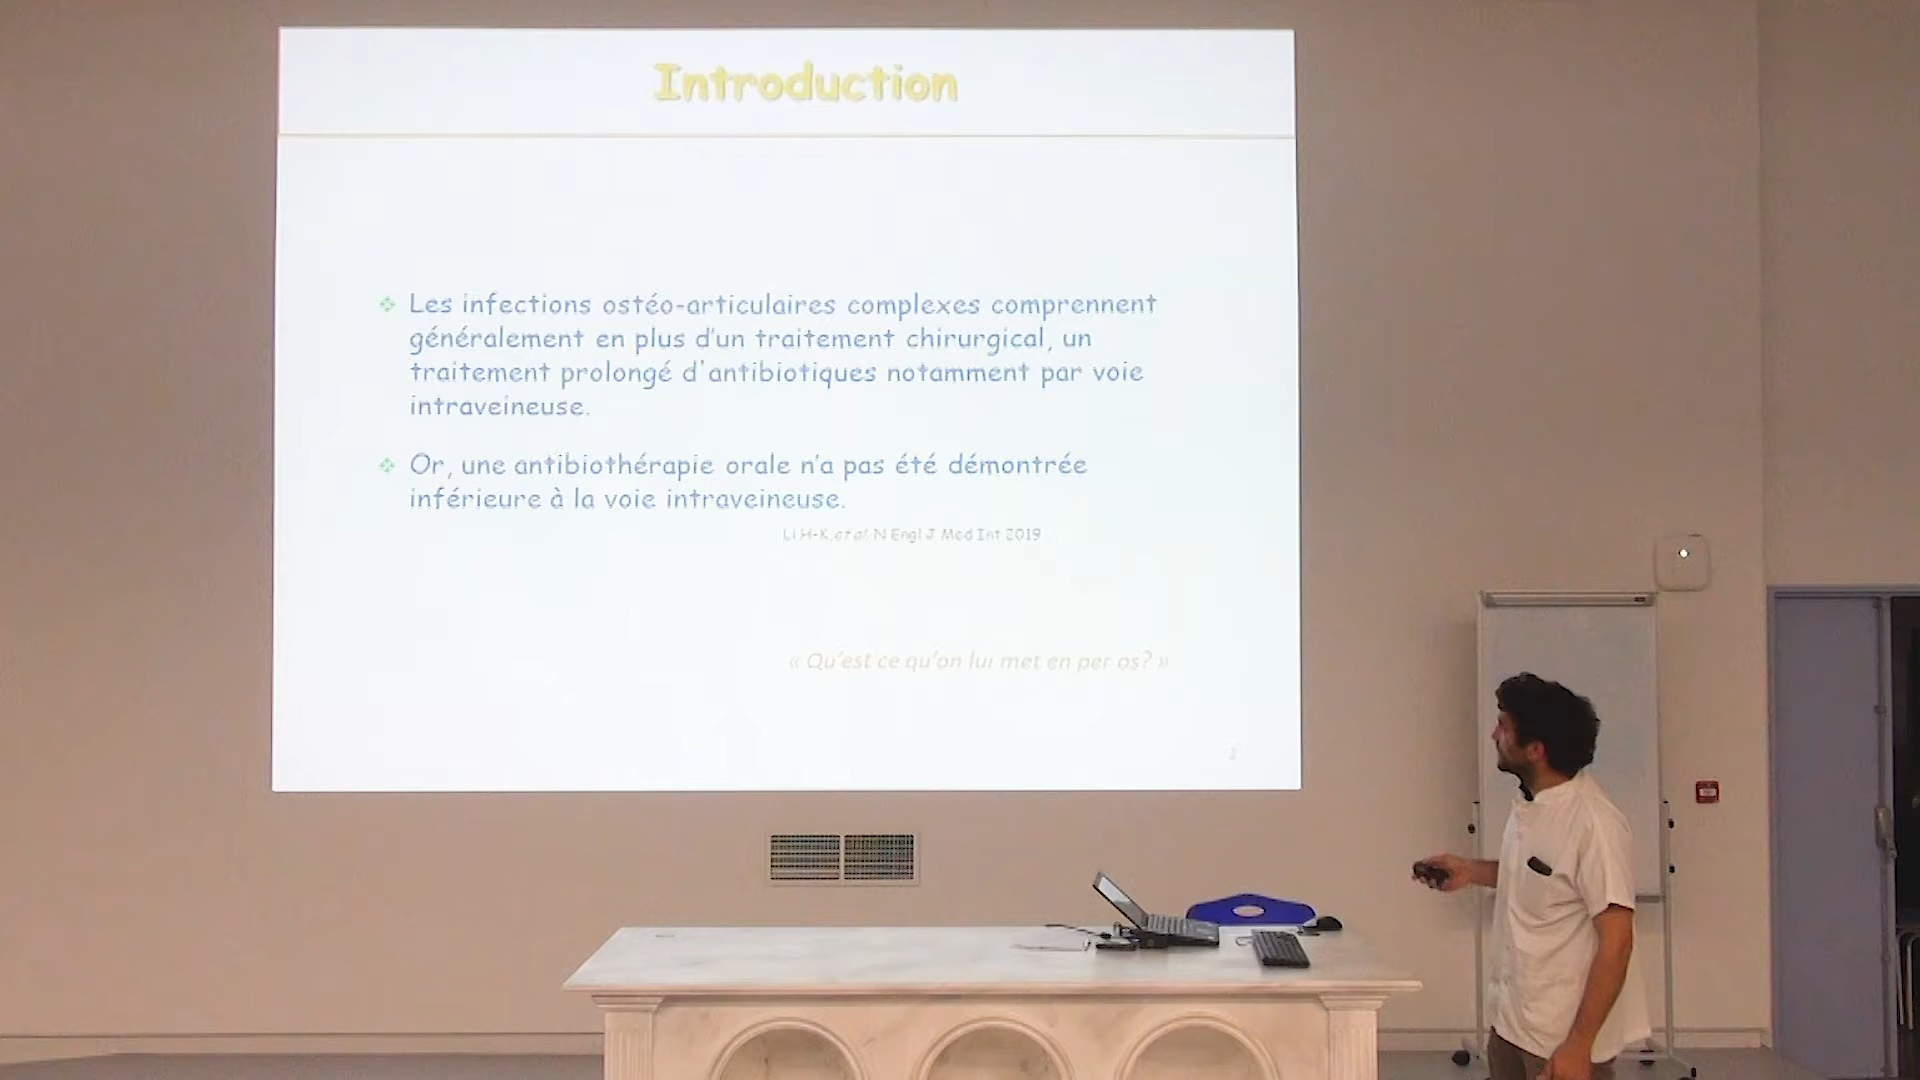 Introduction
Les infections ostéo-articulaires complexes comprennent
généralement en plus d'un traitement chirurgical, un
traitement prolongé d'antibiotiques notamment par voie
intraveineuse.
Or, une antibiothérapie orale n'a pas été démontrée
inférieure à la voie intraveineuse.
Li H-K, et al. N Engl J Med Int 2019
« Qu'est ce qu'on lui met en per os? »